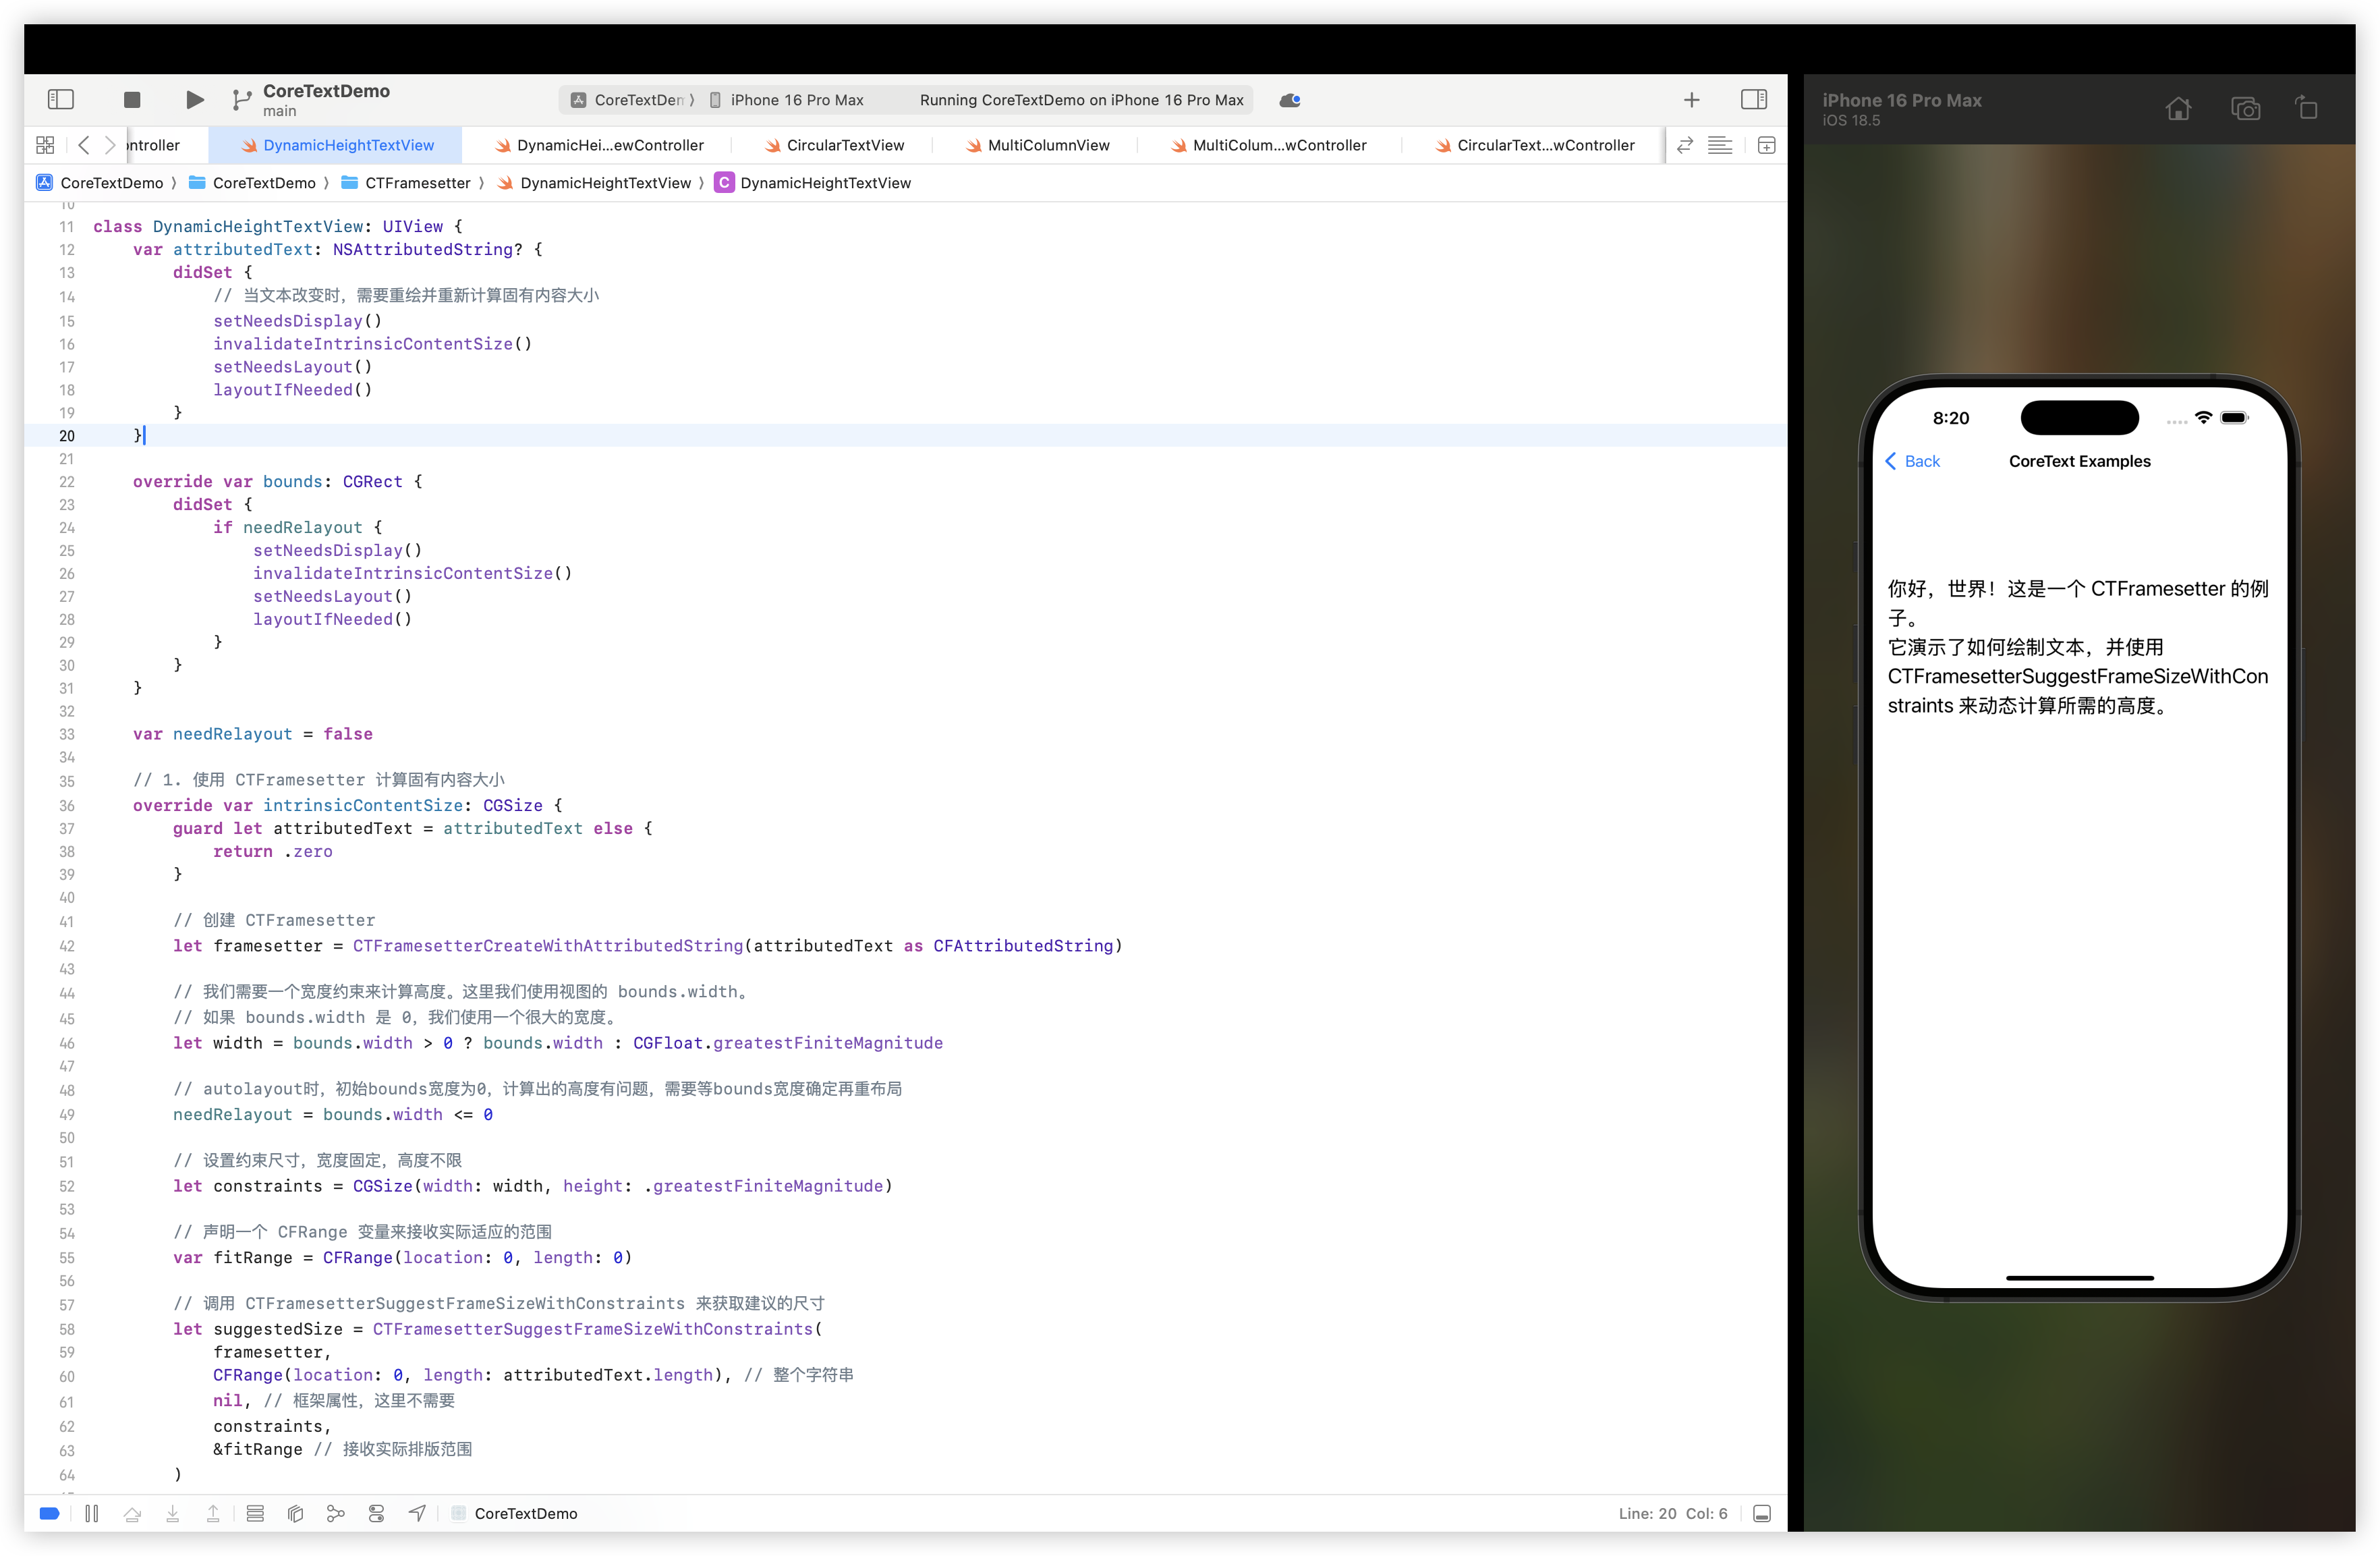 CoreTextDemo
main
CoreTextDen
iPhone 16 Pro Max
Running CoreTextDemo on iPhone 16 Pro Max
ntroller
DynamicHeightTextView
DynamicHei...ewController
CircularTextView
MultiColumnView
MultiColum...wController
CircularText...wController
CoreTextDemo 〉 CoreTextDemo 〉 CTFramesetter 〉 DynamicHeightTextView 〉 C DynamicHeightTextView
10
11 class DynamicHeightTextView: UIView {
12     var attributedText: NSAttributedString? {
13         didSet {
14             // 当文本改变时，需要重绘并重新计算固有内容大小
15             setNeedsDisplay()
16             invalidateIntrinsicContentSize()
17             setNeedsLayout()
18             layoutIfNeeded()
19         }
20     }
21
22     override var bounds: CGRect {
23         didSet {
24             if needRelayout {
25                 setNeedsDisplay()
26                 invalidateIntrinsicContentSize()
27                 setNeedsLayout()
28                 layoutIfNeeded()
29             }
30         }
31     }
32
33     var needRelayout = false
34
35     // 1. 使用 CTFramesetter 计算固有内容大小
36     override var intrinsicContentSize: CGSize {
37         guard let attributedText = attributedText else {
38             return .zero
39         }
40
41         // 创建 CTFramesetter
42         let framesetter = CTFramesetterCreateWithAttributedString(attributedText as CFAttributedString)
43
44         // 我们需要一个宽度约束来计算高度。这里我们使用视图的 bounds.width。
45         // 如果 bounds.width 是 0，我们使用一个很大的宽度。
46         let width = bounds.width > 0 ? bounds.width : CGFloat.greatestFiniteMagnitude
47
48         // autolayout时，初始bounds宽度为0，计算出的高度有问题，需要等bounds宽度确定再重布局
49         needRelayout = bounds.width <= 0
50
51         // 设置约束尺寸，宽度固定，高度不限
52         let constraints = CGSize(width: width, height: .greatestFiniteMagnitude)
53
54         // 声明一个 CFRange 变量来接收实际适应的范围
55         var fitRange = CFRange(location: 0, length: 0)
56
57         // 调用 CTFramesetterSuggestFrameSizeWithConstraints 来获取建议的尺寸
58         let suggestedSize = CTFramesetterSuggestFrameSizeWithConstraints(
59             framesetter,
60             CFRange(location: 0, length: attributedText.length), // 整个字符串
61             nil, // 框架属性，这里不需要
62             constraints,
63             &fitRange // 接收实际排版范围
64         )
CoreTextDemo
Line: 20 Col: 6
iPhone 16 Pro Max
iOS 18.5
8:20
Back
CoreText Examples
你好，世界！这是一个 CTFramesetter 的例
子。
它演示了如何绘制文本，并使用
CTFramesetterSuggestFrameSizeWithCon
straints 来动态计算所需的高度。